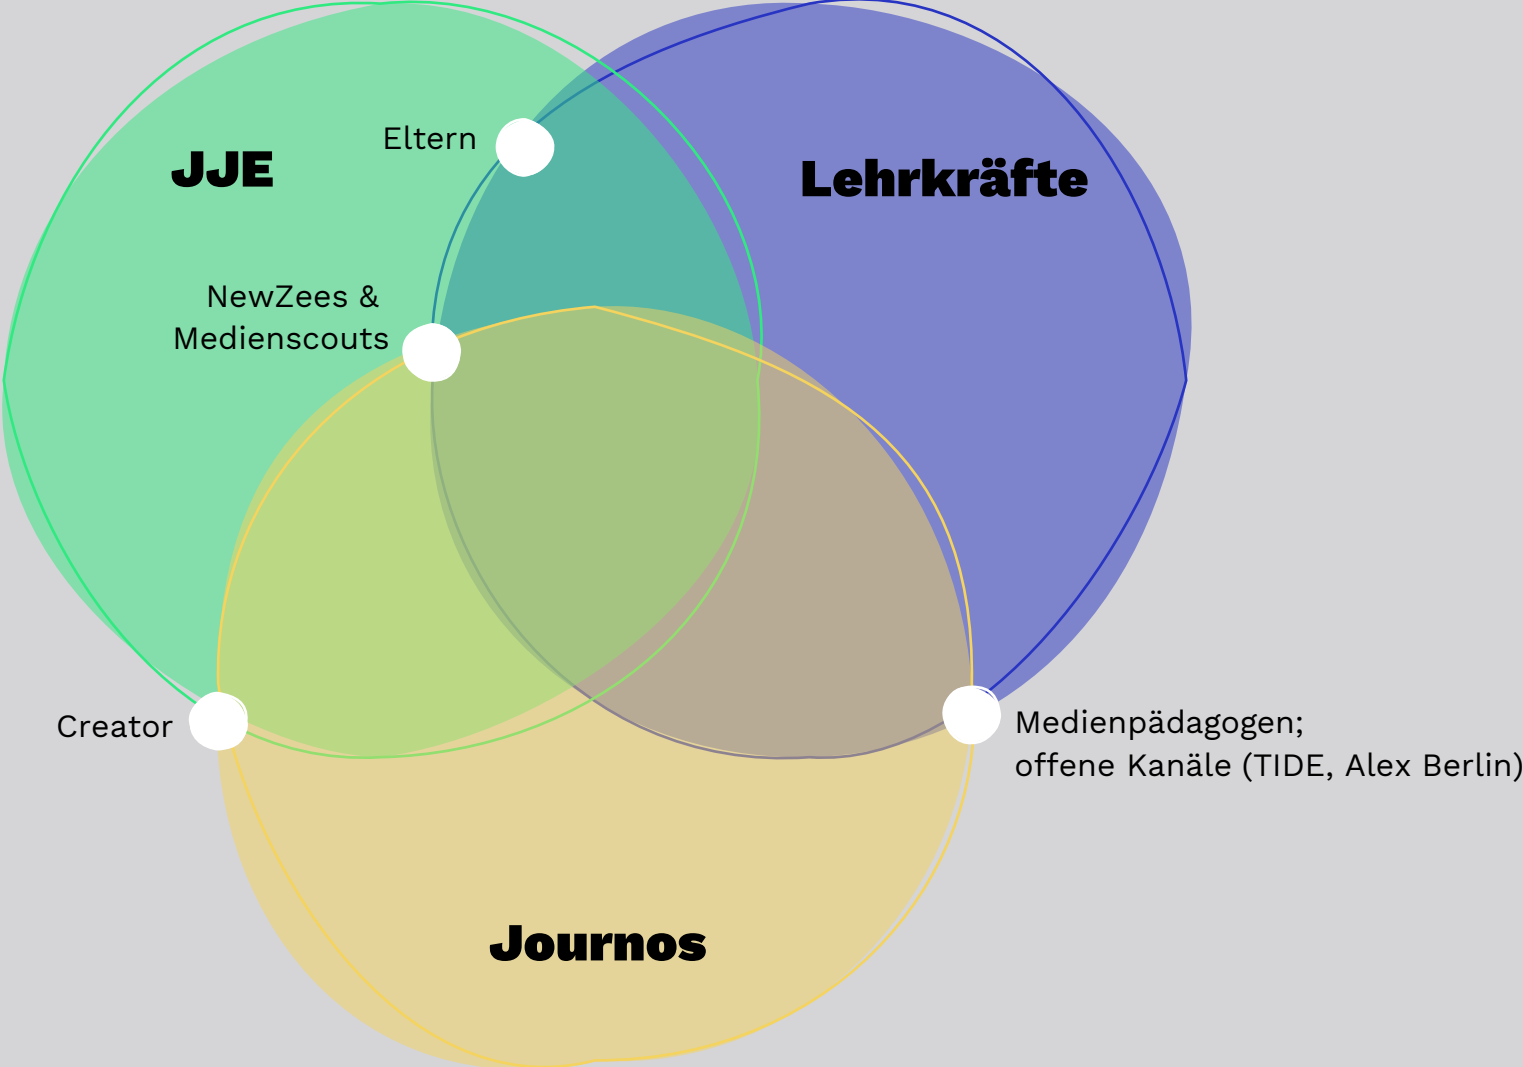 JJE
Eltern
Lehrkräfte
NewZees &
Medienscouts
Creator
Medienpädagogen;
offene Kanäle (TIDE, Alex Berlin)
Journos